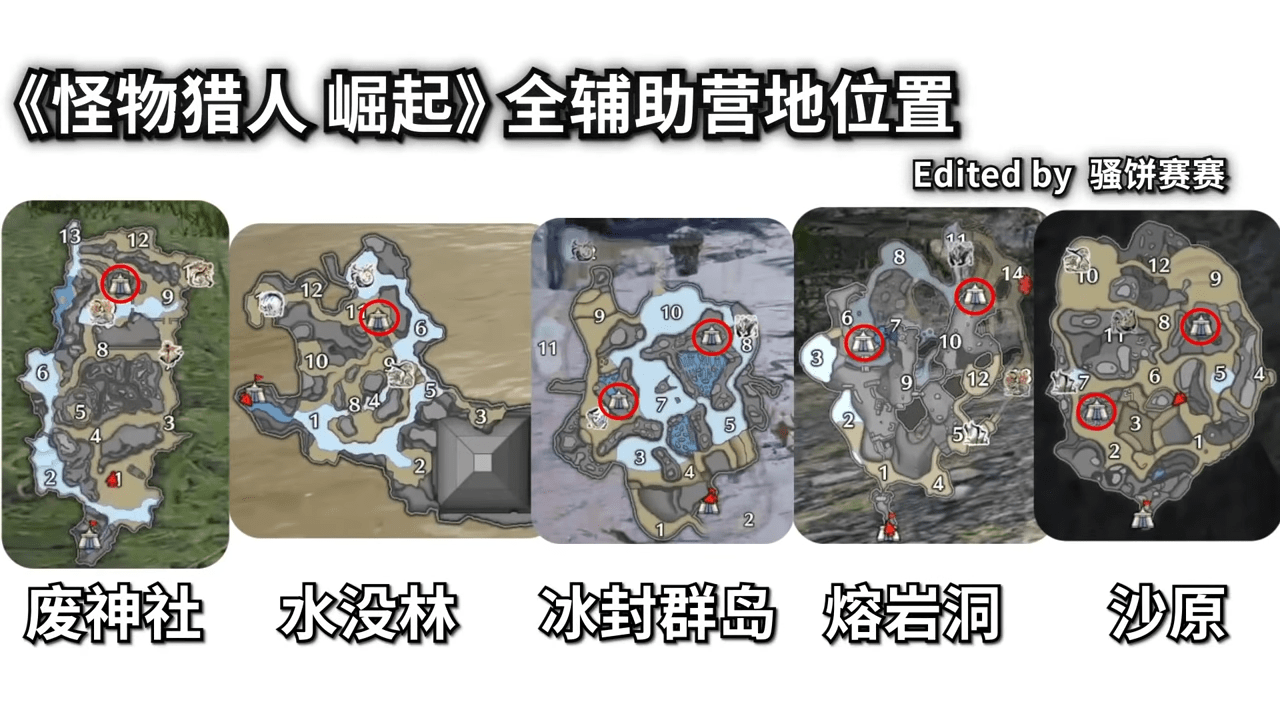 《怪物猎人 崛起》全辅助营地位置
Edited by 骚饼赛赛
13 12 9 8 6 5 4 3 2 1
12 11 6 10 9 5 8 4 1 3 2
9 10 8 11 7 5 3 4 2 1
11 8 14 6 7 10 3 9 12 2 5 1 4
10 12 9 8 11 6 5 4 7 3 1 2
废神社
水没林
冰封群岛
熔岩洞
沙原